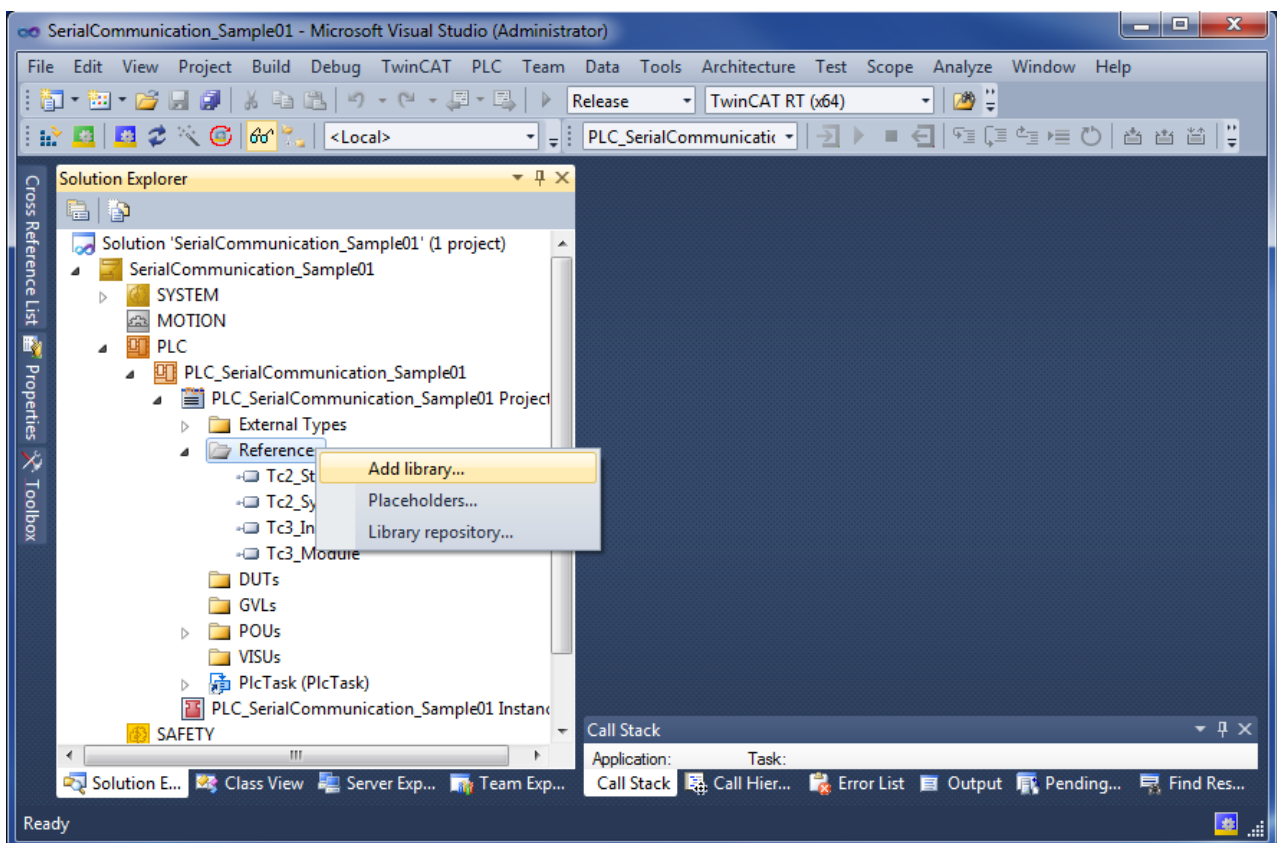 SerialCommunication_Sample01 - Microsoft Visual Studio (Administrator)
File Edit View Project Build Debug TwinCAT PLC Team Data Tools Architecture Test Scope Analyze Window Help
Release TwinCAT RT (x64)
<Local> PLC_SerialCommunicatic
Cross Reference List
Properties
Toolbox
Solution Explorer
Solution 'SerialCommunication_Sample01' (1 project)
SerialCommunication_Sample01
SYSTEM
MOTION
PLC
PLC_SerialCommunication_Sample01
PLC_SerialCommunication_Sample01 Project
External Types
Reference
Add library...
Tc2_St
Placeholders...
Tc2_Sy
Library repository...
Tc3_In
Tc3_Module
DUTs
GVLs
POUs
VISUs
PlcTask (PlcTask)
PLC_SerialCommunication_Sample01 Instanc
SAFETY
Call Stack
Application: Task:
Solution E... Class View Server Exp... Team Exp...
Call Stack Call Hier... Error List Output Pending... Find Res...
Ready